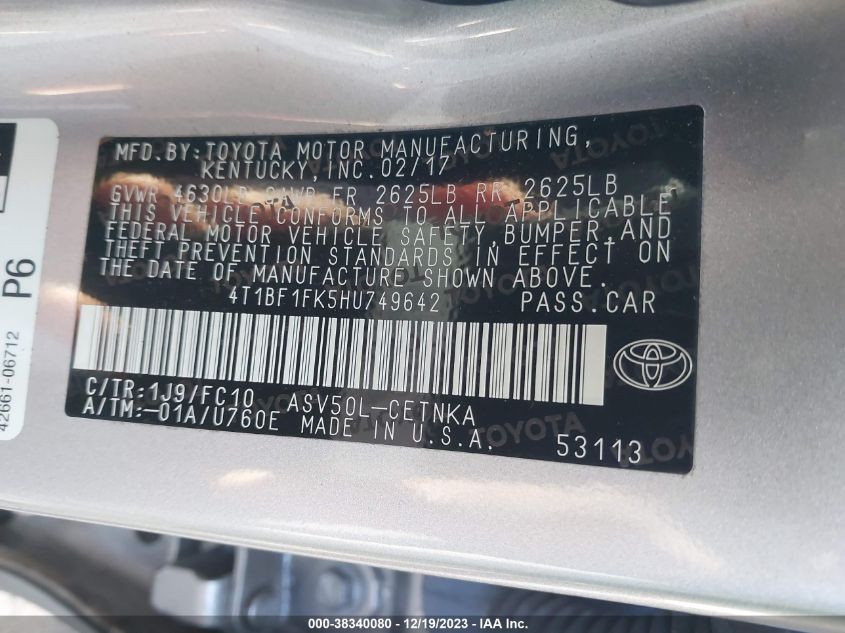 MFD.BY:TOYOTA MOTOR MANUFACTURING,
KENTUCKY,INC.02/17
GVWR 4630LB GAWR FR 2625LB RR 2625LB
THIS VEHICLE CONFORMS TO ALL APPLICABLE
FEDERAL MOTOR VEHICLE SAFETY,BUMPER,AND
THEFT PREVENTION STANDARDS IN EFFECT ON
THE DATE OF MANUFACTURE SHOWN ABOVE.
4T1BF1FK5HU749642 PASS.CAR
C/TR:1J9/FC10 ASV50L-CETNKA
A/TM:-01A/U760E MADE IN U.S.A.
53113
P6
42661-06712
TOYOTA
000-38340080 - 12/19/2023 - IAA Inc.